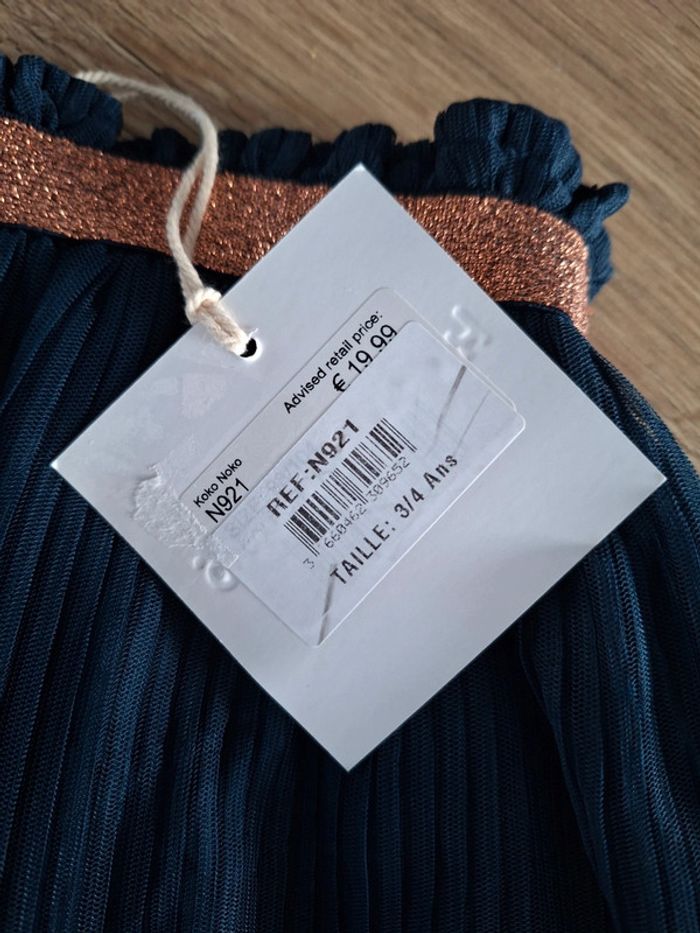 Advised retail price:
€ 19.99
Koko Noko
N921
REF:N921
3 660462 309652
TAILLE: 3/4 Ans